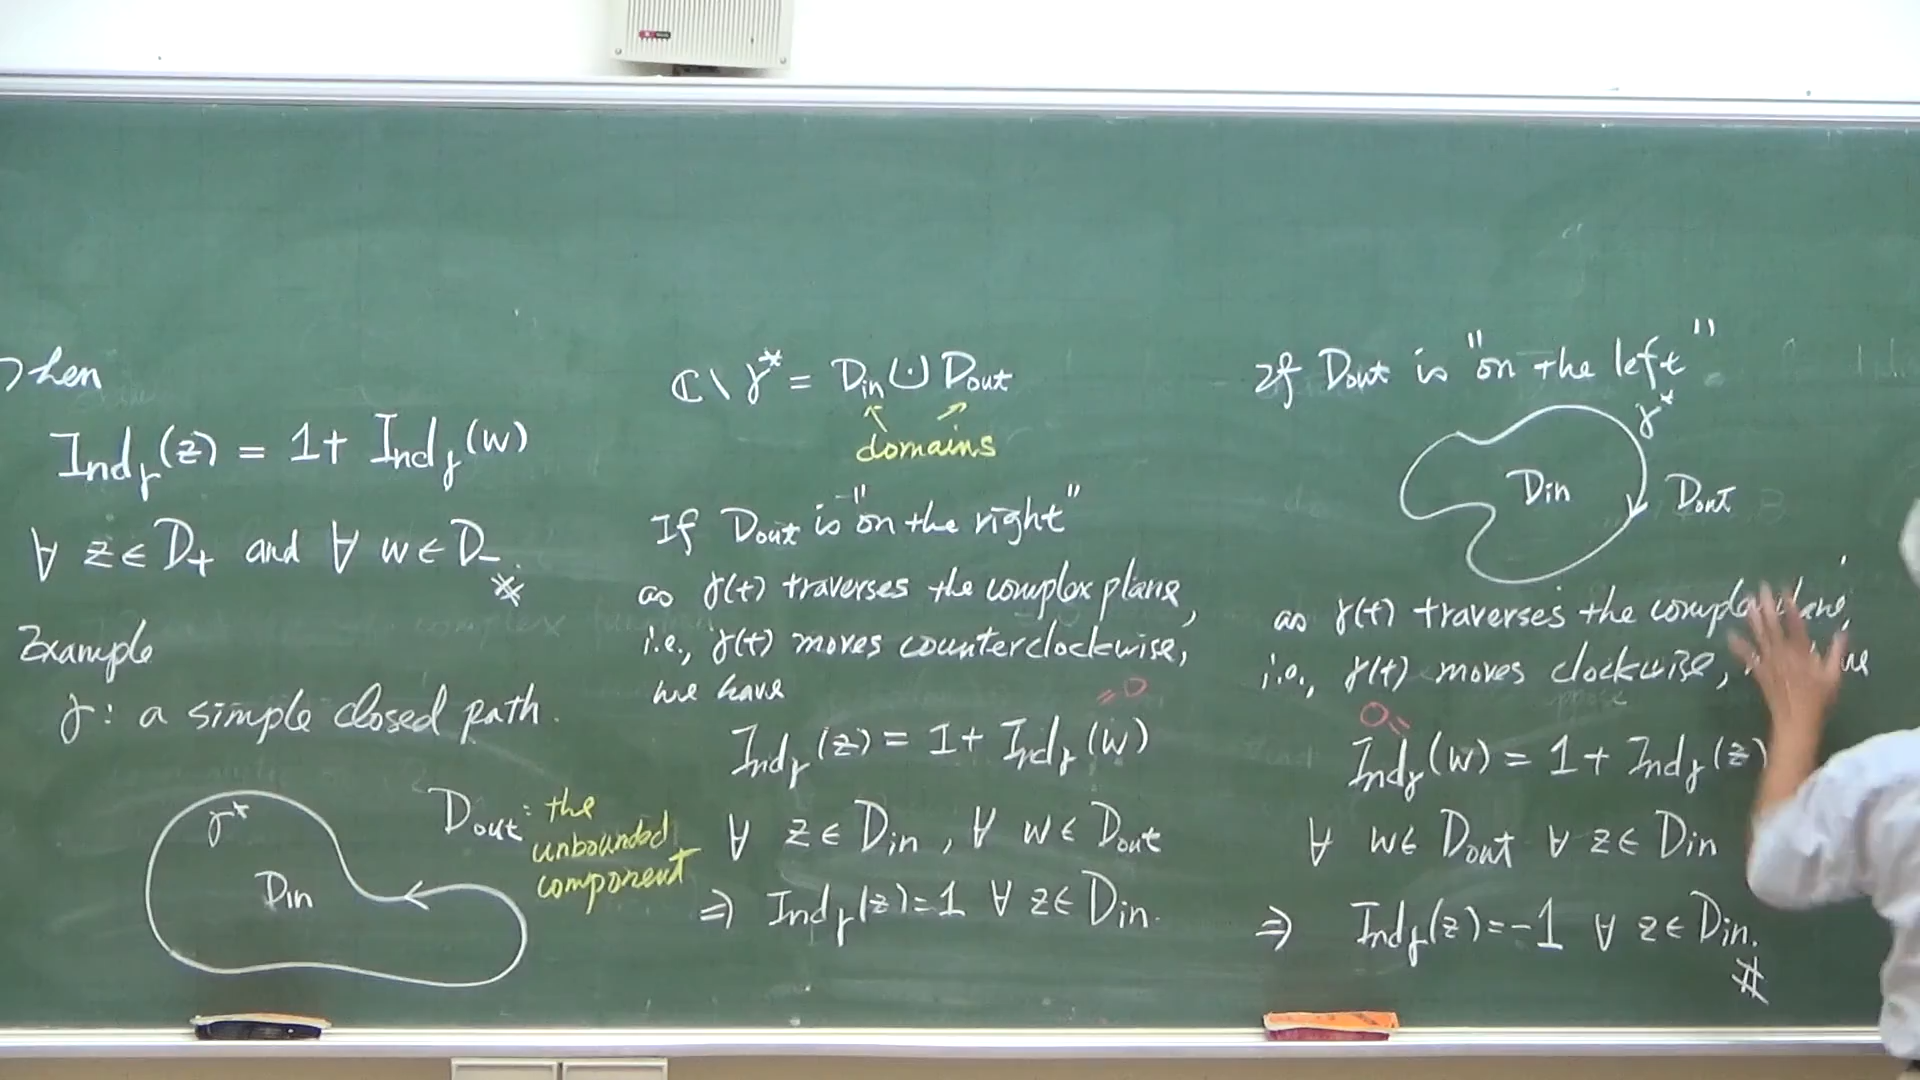 Then
Ind_γ(z) = 1 + Ind_γ(w)
∀ z ∈ D₊ and ∀ w ∈ D₋ ※
Example
γ: a simple closed path.
γ*
Din
Dout: the
unbounded
component
ℂ \ γ* = Din ⊍ Dout
domains
If Dout is "on the right"
as γ(t) traverses the complex plane,
i.e., γ(t) moves counterclockwise,
we have
= 0
Ind_γ(z) = 1 + Ind_γ(w)
∀ z ∈ Din, ∀ w ∈ Dout
⇒ Ind_γ(z) = 1 ∀ z ∈ Din.
If Dout is "on the left"
γ*
Din
Dout
as γ(t) traverses the complex plane,
i.e., γ(t) moves clockwise,
0 =
Ind_γ(w) = 1 + Ind_γ(z)
∀ w ∈ Dout ∀ z ∈ Din
⇒ Ind_γ(z) = -1 ∀ z ∈ Din.
#